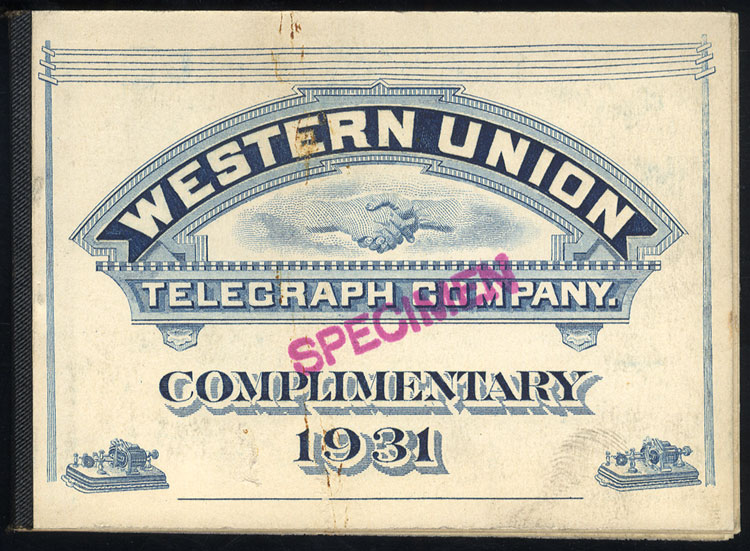 WESTERN UNION
TELEGRAPH COMPANY.
SPECIMEN
COMPLIMENTARY
1931